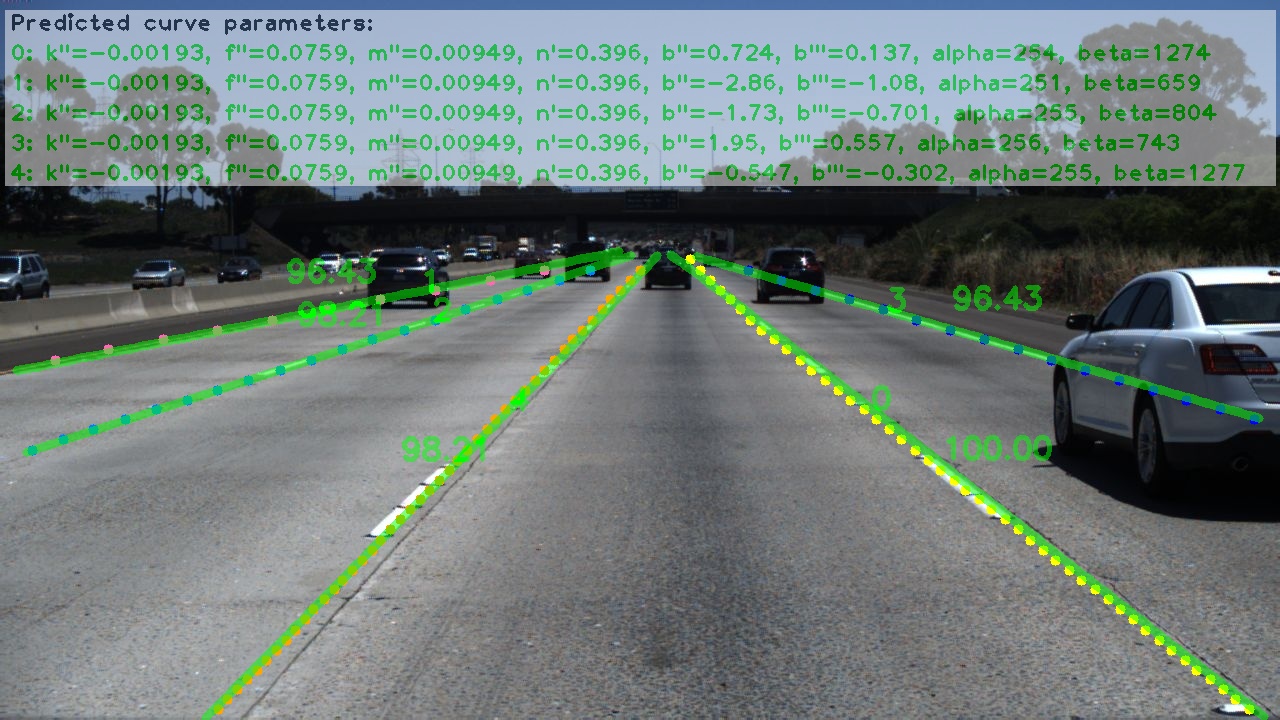 Predicted curve parameters:
0: k''=-0.00193, f''=0.0759, m''=0.00949, n'=0.396, b''=0.724, b'''=0.137, alpha=254, beta=1274
1: k''=-0.00193, f''=0.0759, m''=0.00949, n'=0.396, b''=-2.86, b'''=-1.08, alpha=251, beta=659
2: k''=-0.00193, f''=0.0759, m''=0.00949, n'=0.396, b''=-1.73, b'''=-0.701, alpha=255, beta=804
3: k''=-0.00193, f''=0.0759, m''=0.00949, n'=0.396, b''=1.95, b'''=0.557, alpha=256, beta=743
4: k''=-0.00193, f''=0.0759, m''=0.00949, n'=0.396, b''=-0.547, b'''=-0.302, alpha=255, beta=1277
96.43 1
98.21 2
3 96.43
0
98.21
100.00